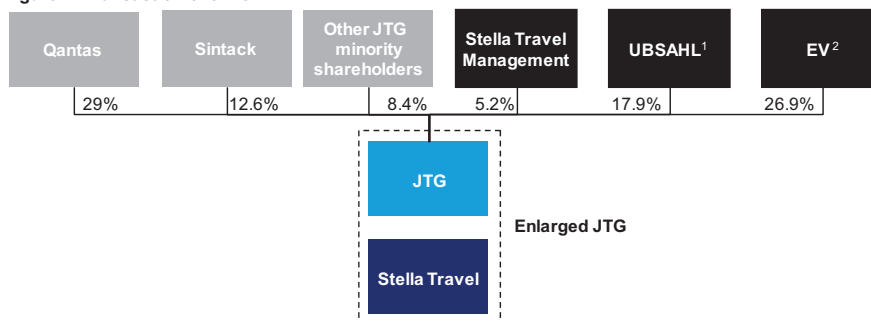 Qantas
Sintack
Other JTG
minority
shareholders
Stella Travel
Management
UBSAHL1
EV2
29%
12.6%
8.4%
5.2%
17.9%
26.9%
JTG
Enlarged JTG
Stella Travel